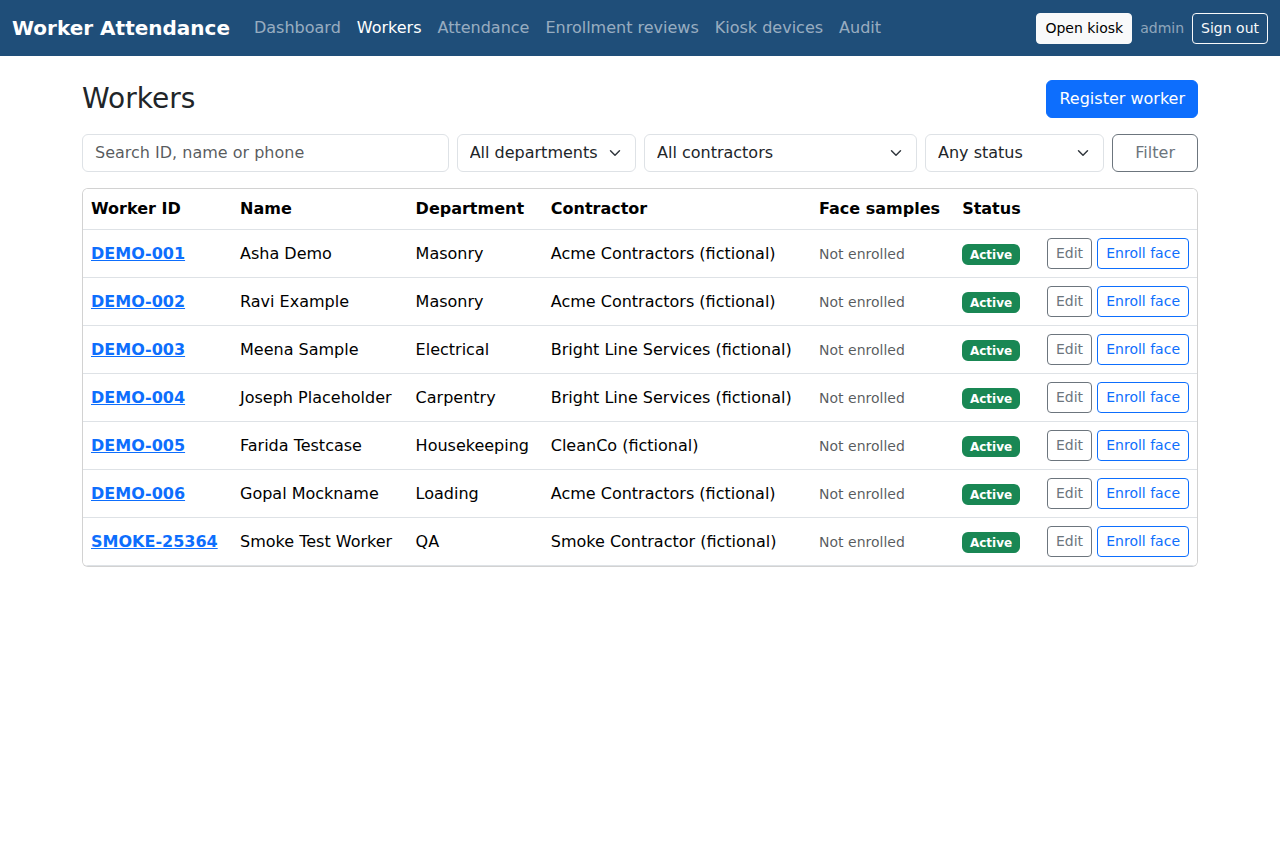 Worker Attendance Dashboard Workers Attendance Enrollment reviews Kiosk devices Audit Open kiosk admin Sign out
Workers Register worker
Search ID, name or phone All departments All contractors Any status Filter
Worker ID Name Department Contractor Face samples Status
DEMO-001 Asha Demo Masonry Acme Contractors (fictional) Not enrolled Active Edit Enroll face
DEMO-002 Ravi Example Masonry Acme Contractors (fictional) Not enrolled Active Edit Enroll face
DEMO-003 Meena Sample Electrical Bright Line Services (fictional) Not enrolled Active Edit Enroll face
DEMO-004 Joseph Placeholder Carpentry Bright Line Services (fictional) Not enrolled Active Edit Enroll face
DEMO-005 Farida Testcase Housekeeping CleanCo (fictional) Not enrolled Active Edit Enroll face
DEMO-006 Gopal Mockname Loading Acme Contractors (fictional) Not enrolled Active Edit Enroll face
SMOKE-25364 Smoke Test Worker QA Smoke Contractor (fictional) Not enrolled Active Edit Enroll face